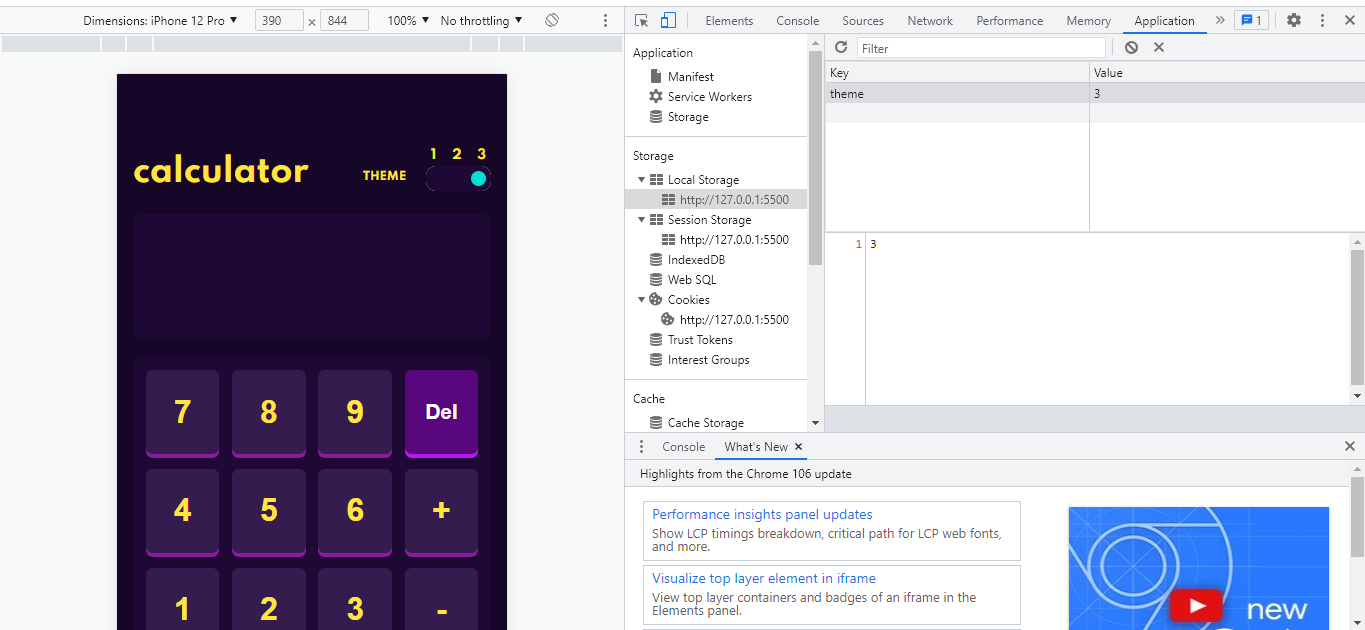 Dimensions: iPhone 12 Pro ▼ 390 × 844 100% ▼ No throttling ▼
Elements Console Sources Network Performance Memory Application » 1
calculator
THEME
1 2 3
7 8 9 Del
4 5 6 +
1 2 3 -
Application
Manifest
Service Workers
Storage
Storage
Local Storage
http://127.0.0.1:5500
Session Storage
http://127.0.0.1:5500
IndexedDB
Web SQL
Cookies
http://127.0.0.1:5500
Trust Tokens
Interest Groups
Cache
Cache Storage
Filter
Key Value
theme 3
1 3
Console What's New ×
Highlights from the Chrome 106 update
Performance insights panel updates
Show LCP timings breakdown, critical path for LCP web fonts,
and more.
Visualize top layer element in iframe
View top layer containers and badges of an iframe in the
Elements panel.
new